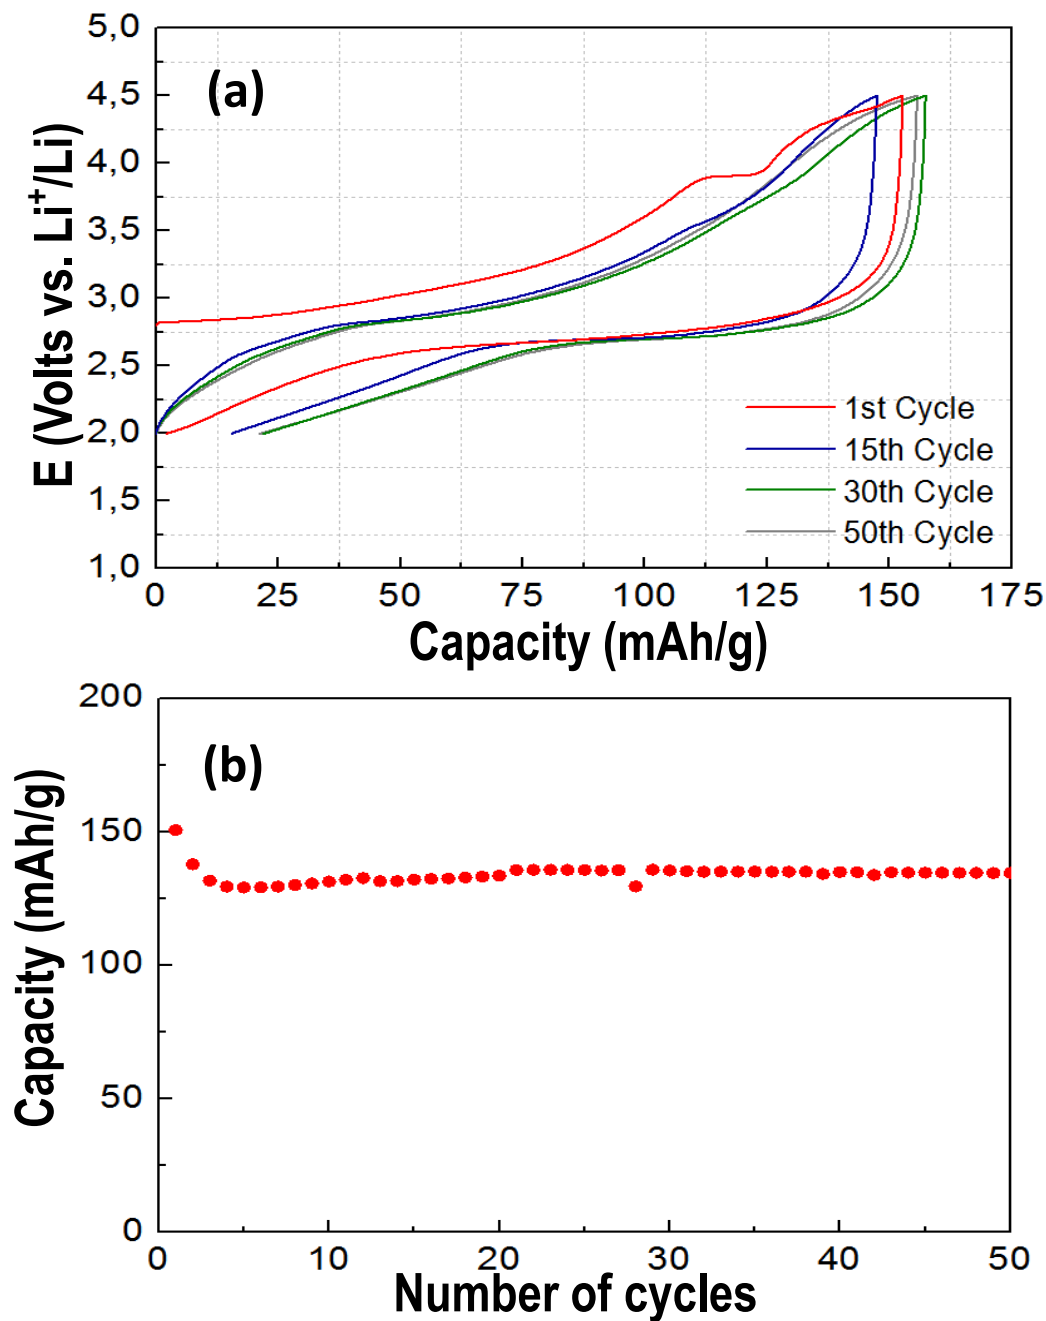 (a)
E (Volts vs. Li⁺/Li)
5,0
4,5
4,0
3,5
3,0
2,5
2,0
1,5
1,0
1st Cycle
15th Cycle
30th Cycle
50th Cycle
0 25 50 75 100 125 150 175
Capacity (mAh/g)
(b)
Capacity (mAh/g)
200
150
100
50
0
0 10 20 30 40 50
Number of cycles